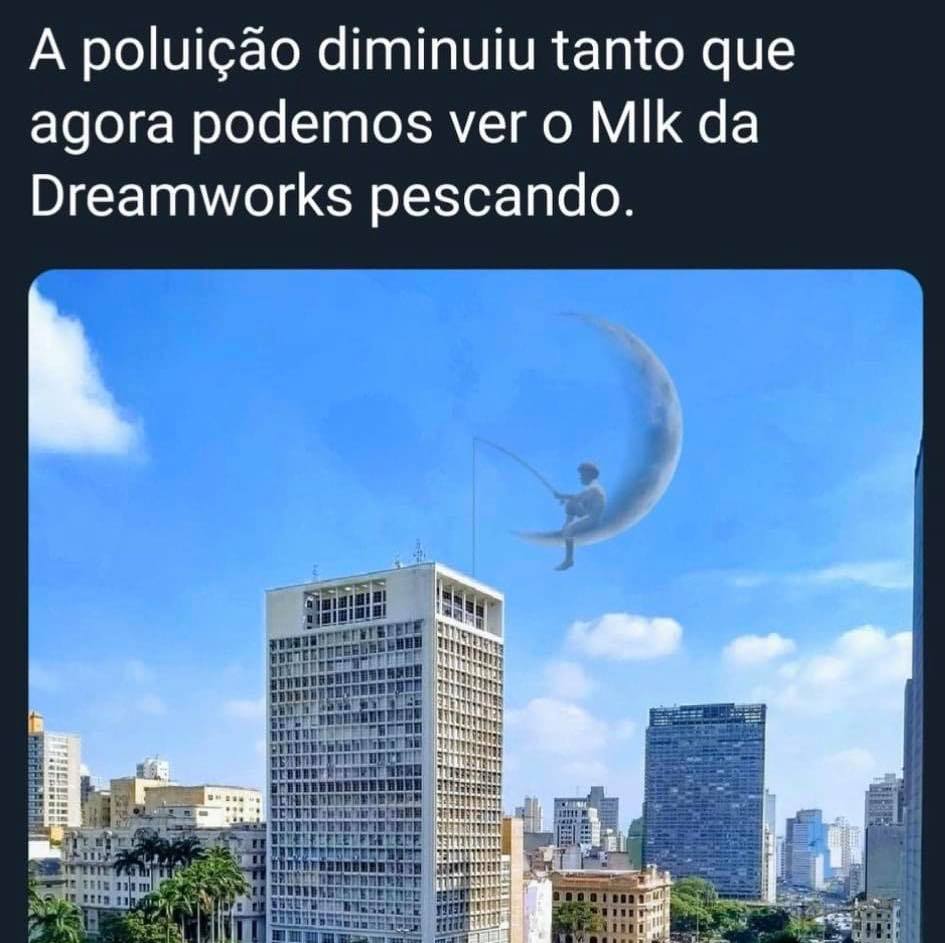 A poluição diminuiu tanto que
agora podemos ver o Mlk da
Dreamworks pescando.